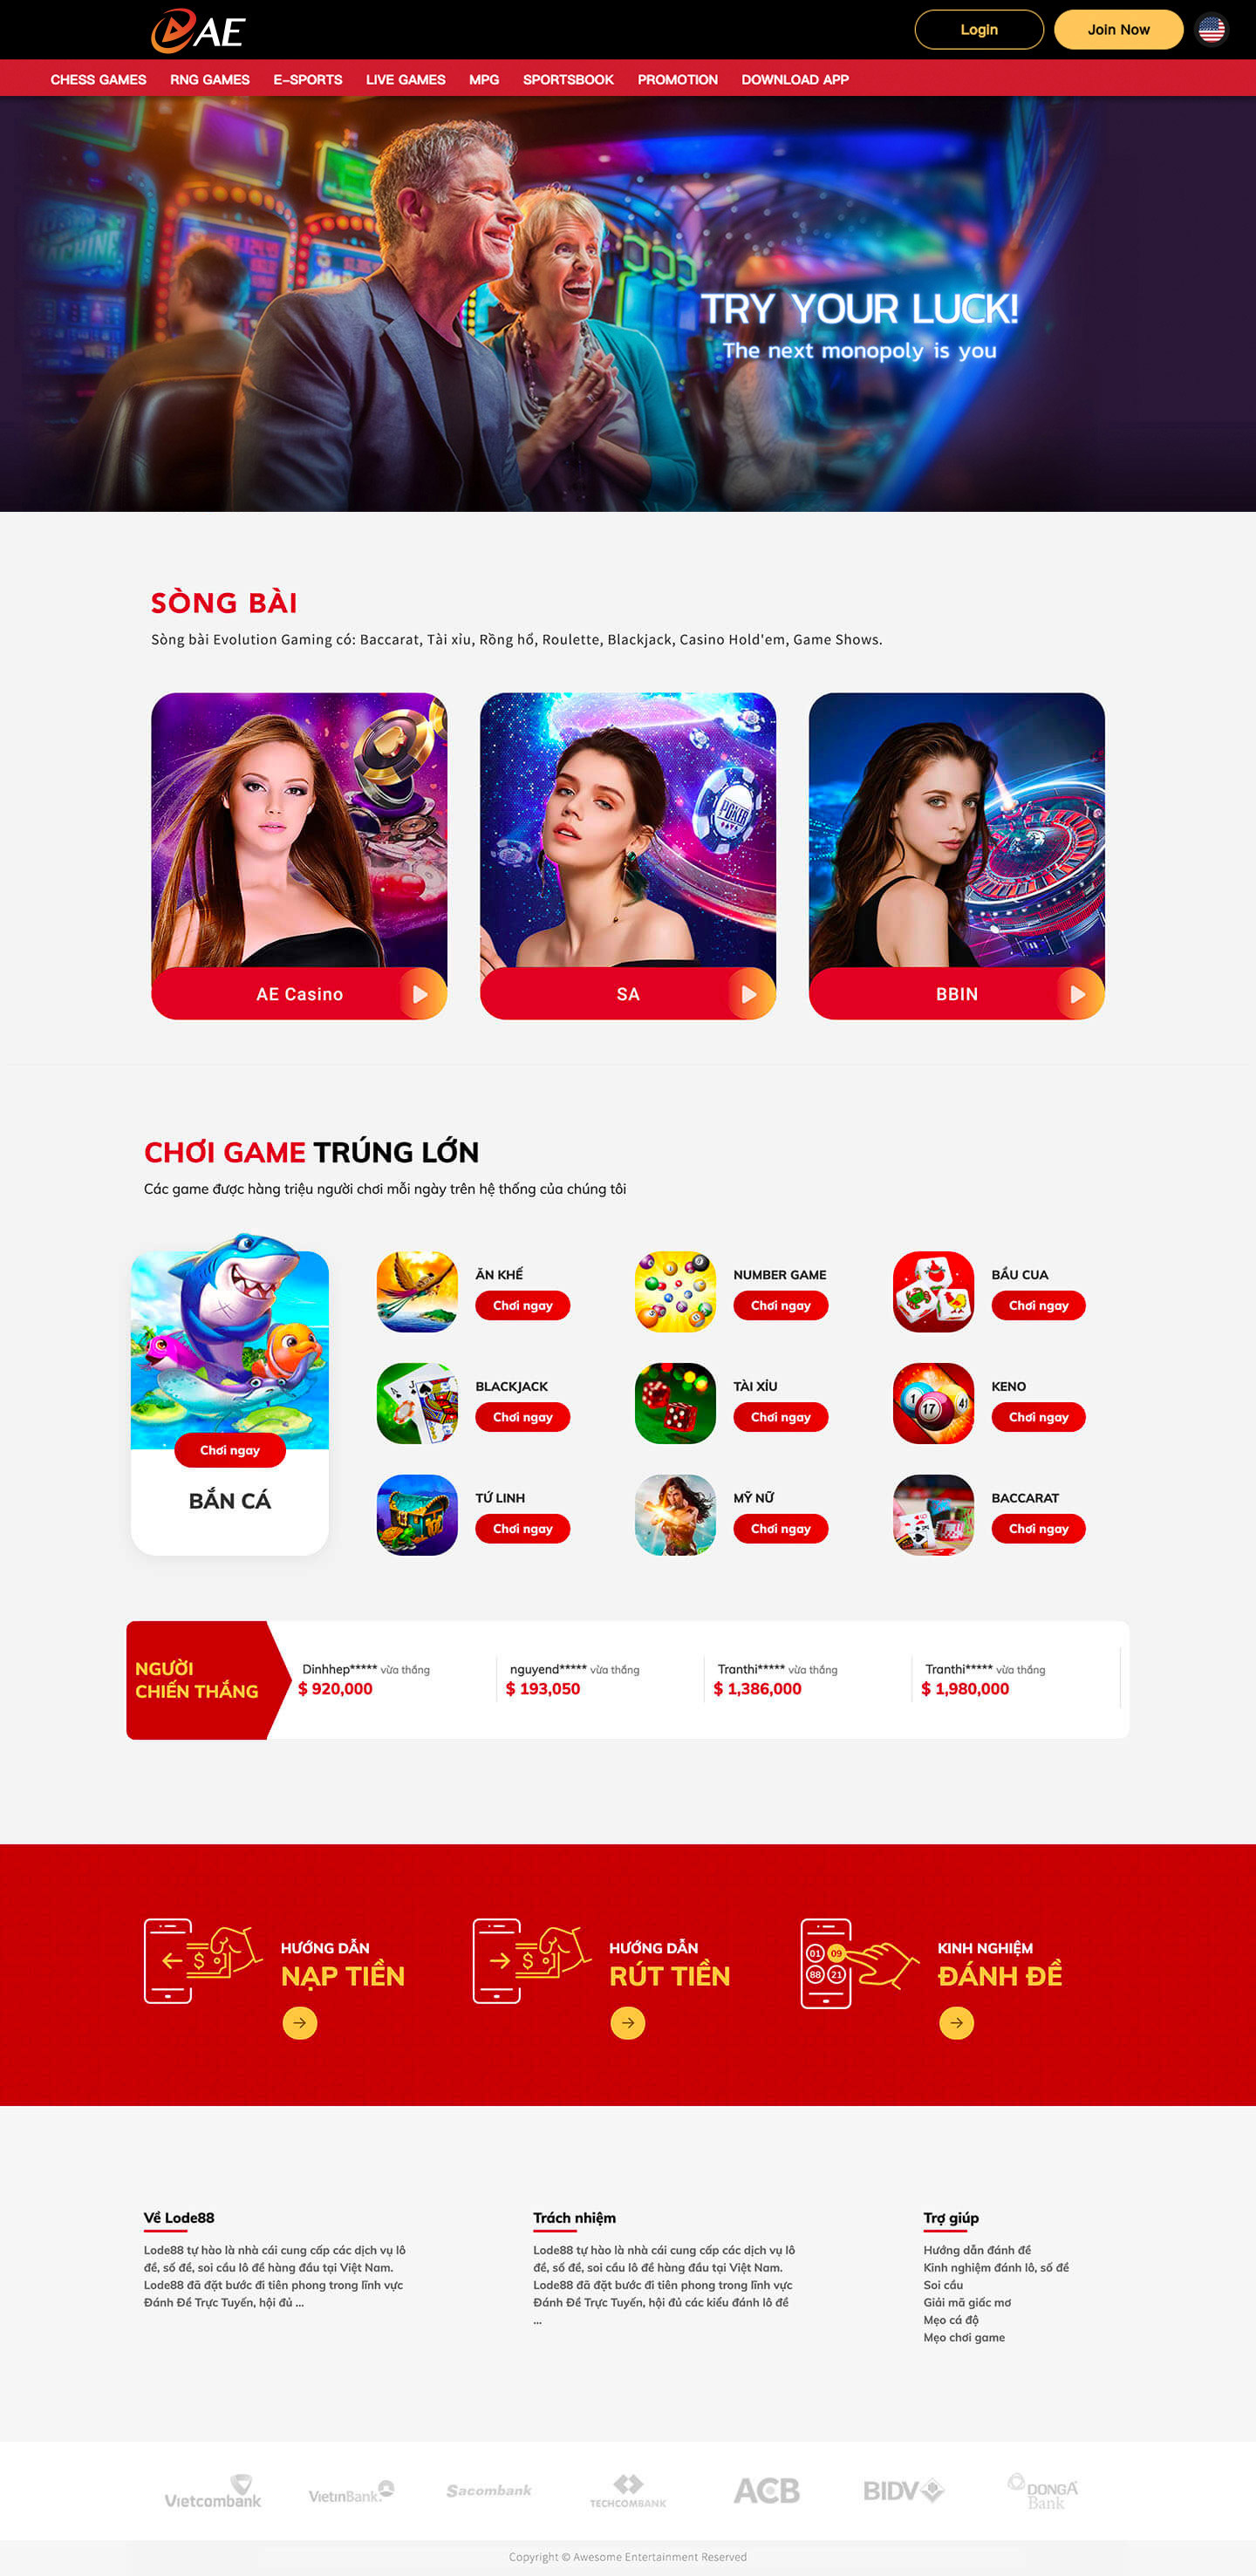 AE
Login
Join Now
CHESS GAMES
RNG GAMES
E-SPORTS
LIVE GAMES
MPG
SPORTSBOOK
PROMOTION
DOWNLOAD APP
TRY YOUR LUCK!
The next monopoly is you
SÒNG BÀI
Sòng bài Evolution Gaming có: Baccarat, Tài xỉu, Rồng hổ, Roulette, Blackjack, Casino Hold'em, Game Shows.
POKER
AE Casino
SA
BBIN
CHƠI GAME TRÚNG LỚN
Các game được hàng triệu người chơi mỗi ngày trên hệ thống của chúng tôi
Chơi ngay
BẮN CÁ
ĂN KHẾ
Chơi ngay
NUMBER GAME
Chơi ngay
BẦU CUA
Chơi ngay
BLACKJACK
Chơi ngay
TÀI XỈU
Chơi ngay
KENO
Chơi ngay
TỨ LINH
Chơi ngay
MỸ NỮ
Chơi ngay
BACCARAT
Chơi ngay
NGƯỜI
CHIẾN THẮNG
Dinhhep***** vừa thắng
$ 920,000
nguyend***** vừa thắng
$ 193,050
Tranthi***** vừa thắng
$ 1,386,000
Tranthi***** vừa thắng
$ 1,980,000
HƯỚNG DẪN
NẠP TIỀN
HƯỚNG DẪN
RÚT TIỀN
01 09
88 21
KINH NGHIỆM
ĐÁNH ĐỀ
Về Lode88
Lode88 tự hào là nhà cái cung cấp các dịch vụ lô
đề, số đề, soi cầu lô đề hàng đầu tại Việt Nam.
Lode88 đã đặt bước đi tiên phong trong lĩnh vực
Đánh Đề Trực Tuyến, hội đủ ...
Trách nhiệm
Lode88 tự hào là nhà cái cung cấp các dịch vụ lô
đề, số đề, soi cầu lô đề hàng đầu tại Việt Nam.
Lode88 đã đặt bước đi tiên phong trong lĩnh vực
Đánh Đề Trực Tuyến, hội đủ các kiểu đánh lô đề
...
Trợ giúp
Hướng dẫn đánh đề
Kinh nghiệm đánh lô, số đề
Soi cầu
Giải mã giấc mơ
Mẹo cá độ
Mẹo chơi game
Vietcombank
VietinBank
Sacombank
TECHCOMBANK
ACB
BIDV
DONGA Bank
Copyright © Awesome Entertainment Reserved